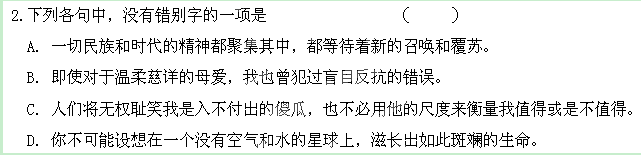 2.下列各句中，没有错别字的一项是 （ ）
A. 一切民族和时代的精神都聚集其中，都等待着新的召唤和覆苏。
B. 即使对于温柔慈详的母爱，我也曾犯过盲目反抗的错误。
C. 人们将无权耻笑我是入不付出的傻瓜，也不必用他的尺度来衡量我值得或是不值得。
D. 你不可能设想在一个没有空气和水的星球上，滋长出如此斑斓的生命。